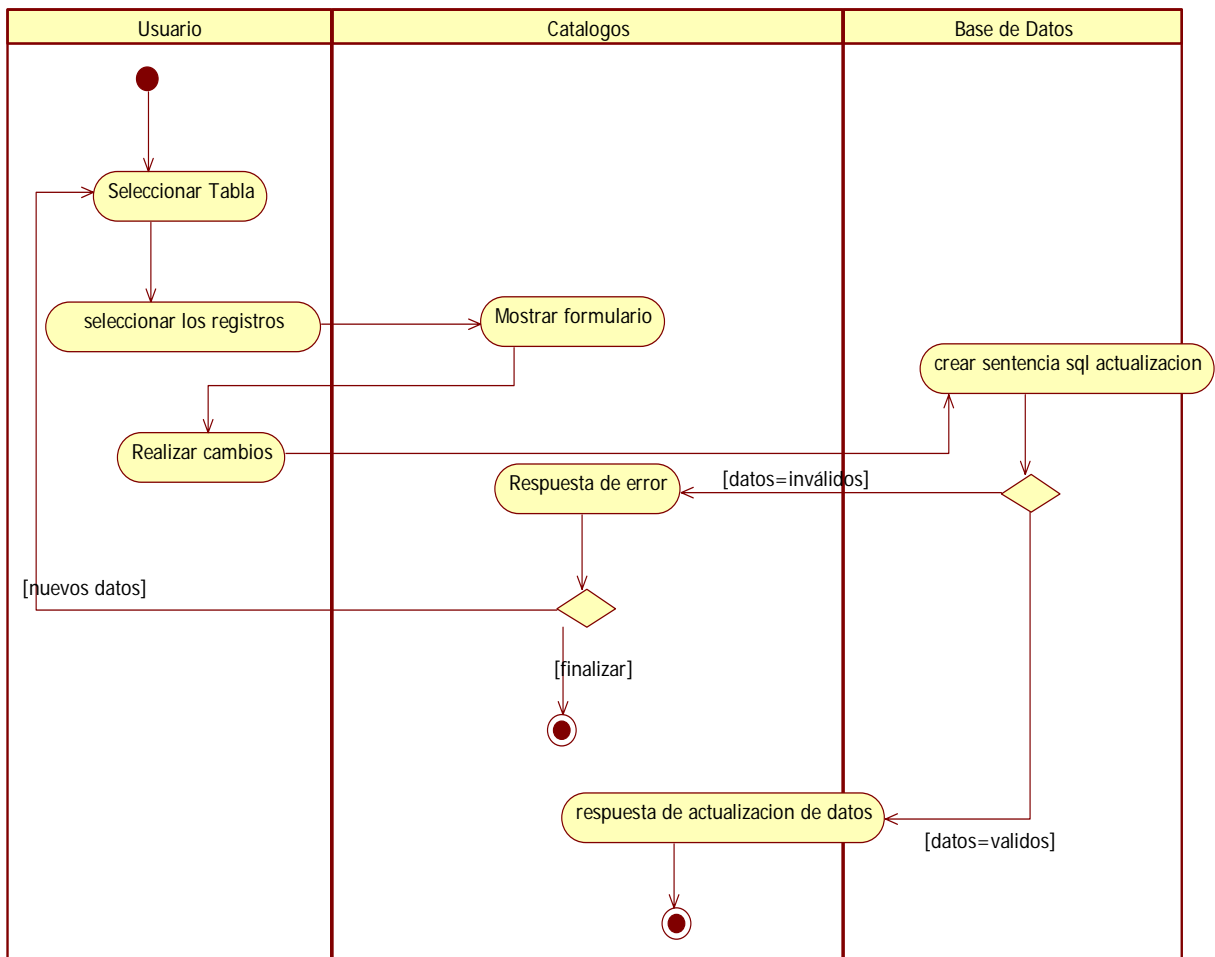 Usuario
Catalogos
Base de Datos
Seleccionar Tabla
seleccionar los registros
Mostrar formulario
crear sentencia sql actualizacion
Realizar cambios
Respuesta de error
[datos=inválidos]
[nuevos datos]
[finalizar]
respuesta de actualizacion de datos
[datos=validos]